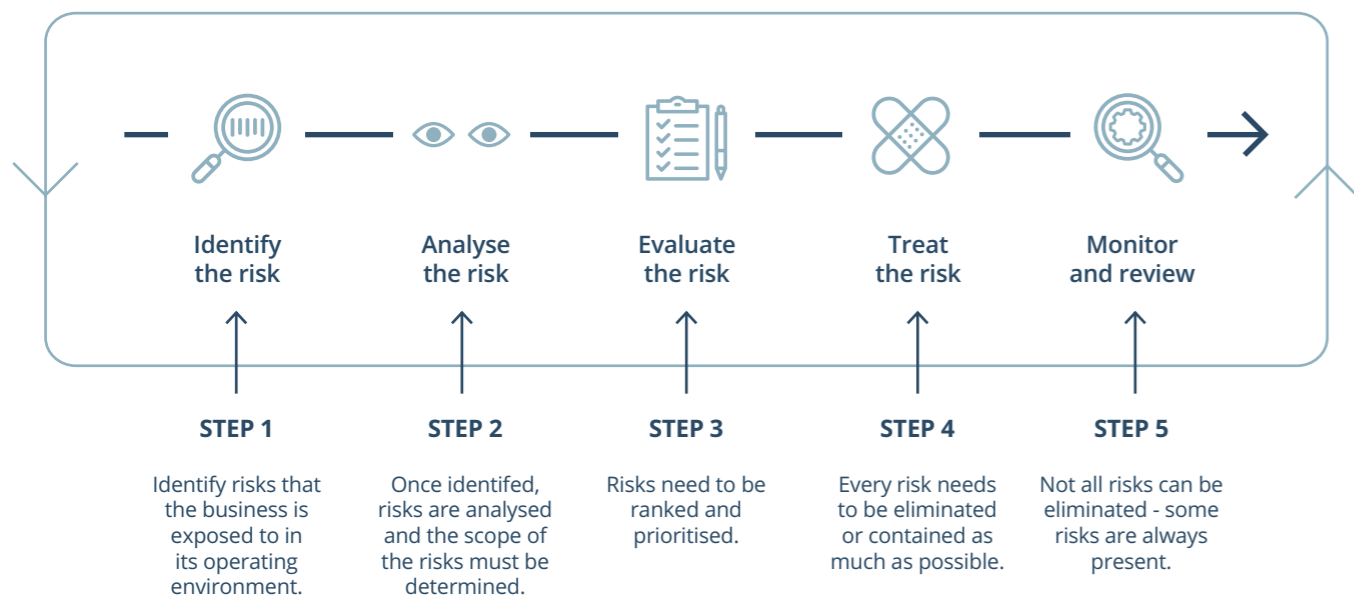 Identify
the risk
Analyse
the risk
Evaluate
the risk
Treat
the risk
Monitor
and review
STEP 1
Identify risks that
the business is
exposed to in
its operating
environment.
STEP 2
Once identifed,
risks are analysed
and the scope of
the risks must be
determined.
STEP 3
Risks need to be
ranked and
prioritised.
STEP 4
Every risk needs
to be eliminated
or contained as
much as possible.
STEP 5
Not all risks can be
eliminated - some
risks are always
present.